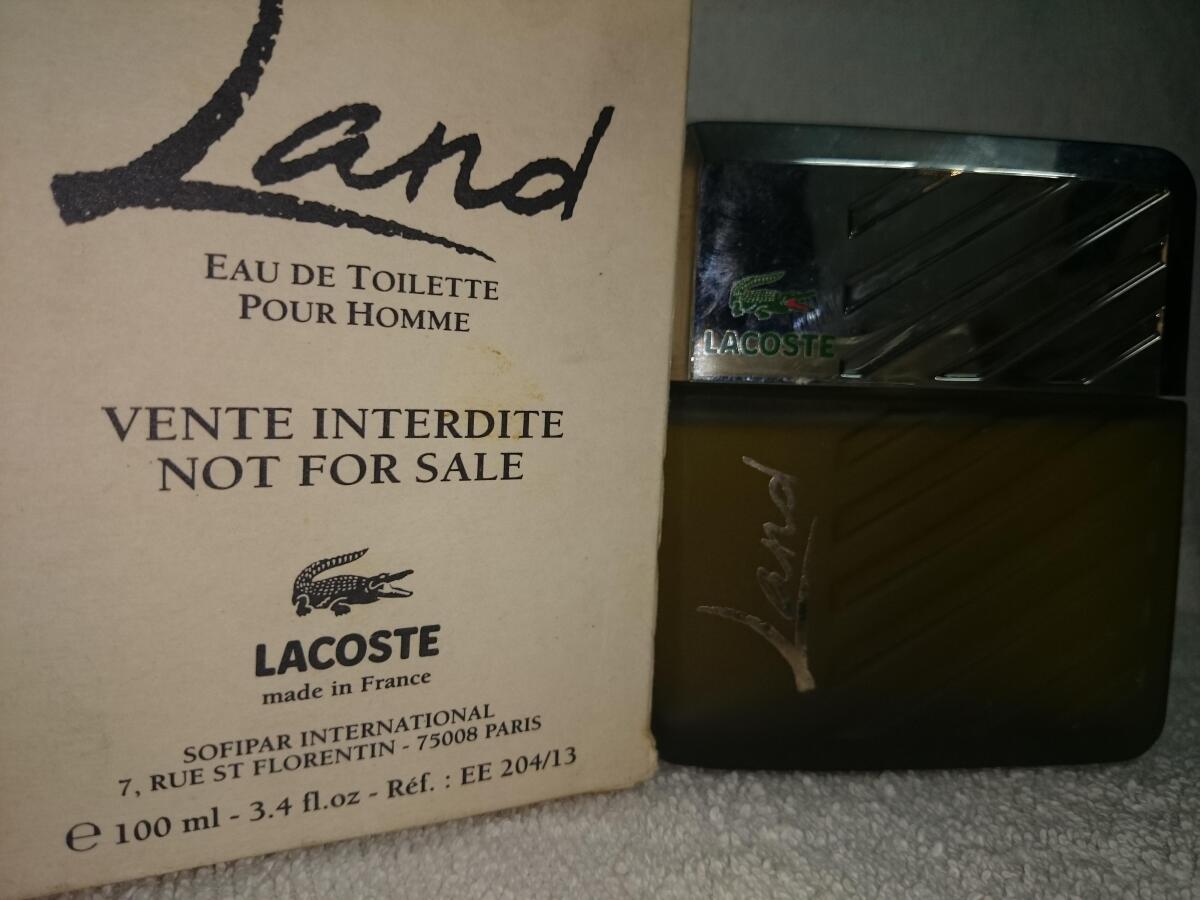 Land
EAU DE TOILETTE
POUR HOMME
VENTE INTERDITE
NOT FOR SALE
LACOSTE
made in France
SOFIPAR INTERNATIONAL
7, RUE ST FLORENTIN - 75008 PARIS
e 100 ml - 3.4 fl.oz - Réf. : EE 204/13
LACOSTE
Land